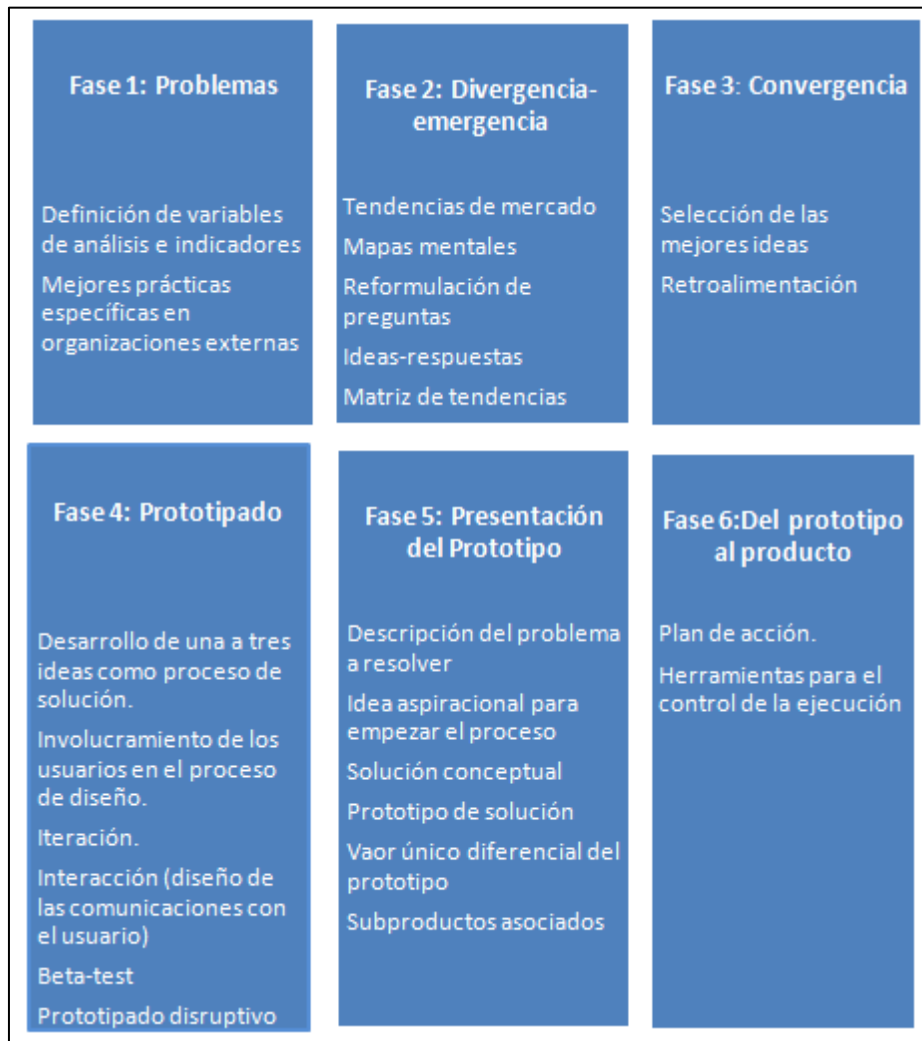 Fase 1: Problemas
Definición de variables
de análisis e indicadores
Mejores prácticas
específicas en
organizaciones externas
Fase 2: Divergencia-
emergencia
Tendencias de mercado
Mapas mentales
Reformulación de
preguntas
Ideas-respuestas
Matriz de tendencias
Fase 3: Convergencia
Selección de las
mejores ideas
Retroalimentación
Fase 4: Prototipado
Desarrollo de una a tres
ideas como proceso de
solución.
Involucramiento de los
usuarios en el proceso
de diseño.
Iteración.
Interacción (diseño de
las comunicaciones con
el usuario)
Beta-test
Prototipado disruptivo
Fase 5: Presentación
del Prototipo
Descripción del problema
a resolver
Idea aspiracional para
empezar el proceso
Solución conceptual
Prototipo de solución
Vaor único diferencial del
prototipo
Subproductos asociados
Fase 6:Del prototipo
al producto
Plan de acción.
Herramientas para el
control de la ejecución